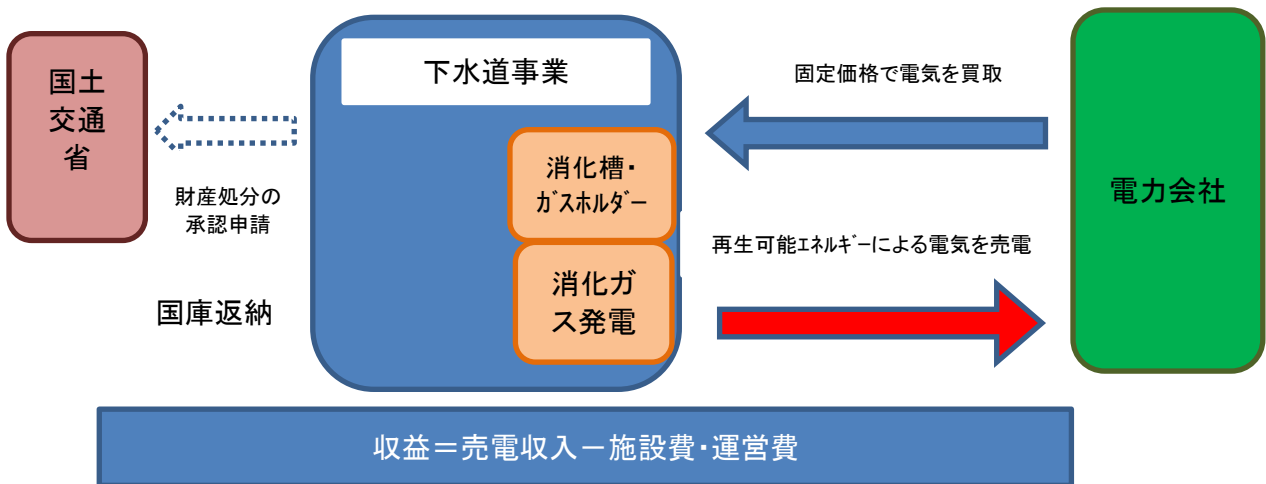 国土
交通
省
財産処分の
承認申請
国庫返納
下水道事業
消化槽・
ｶﾞｽﾎﾙﾀﾞｰ
消化ガ
ス発電
固定価格で電気を買取
再生可能ｴﾈﾙｷﾞｰによる電気を売電
電力会社
収益＝売電収入－施設費・運営費